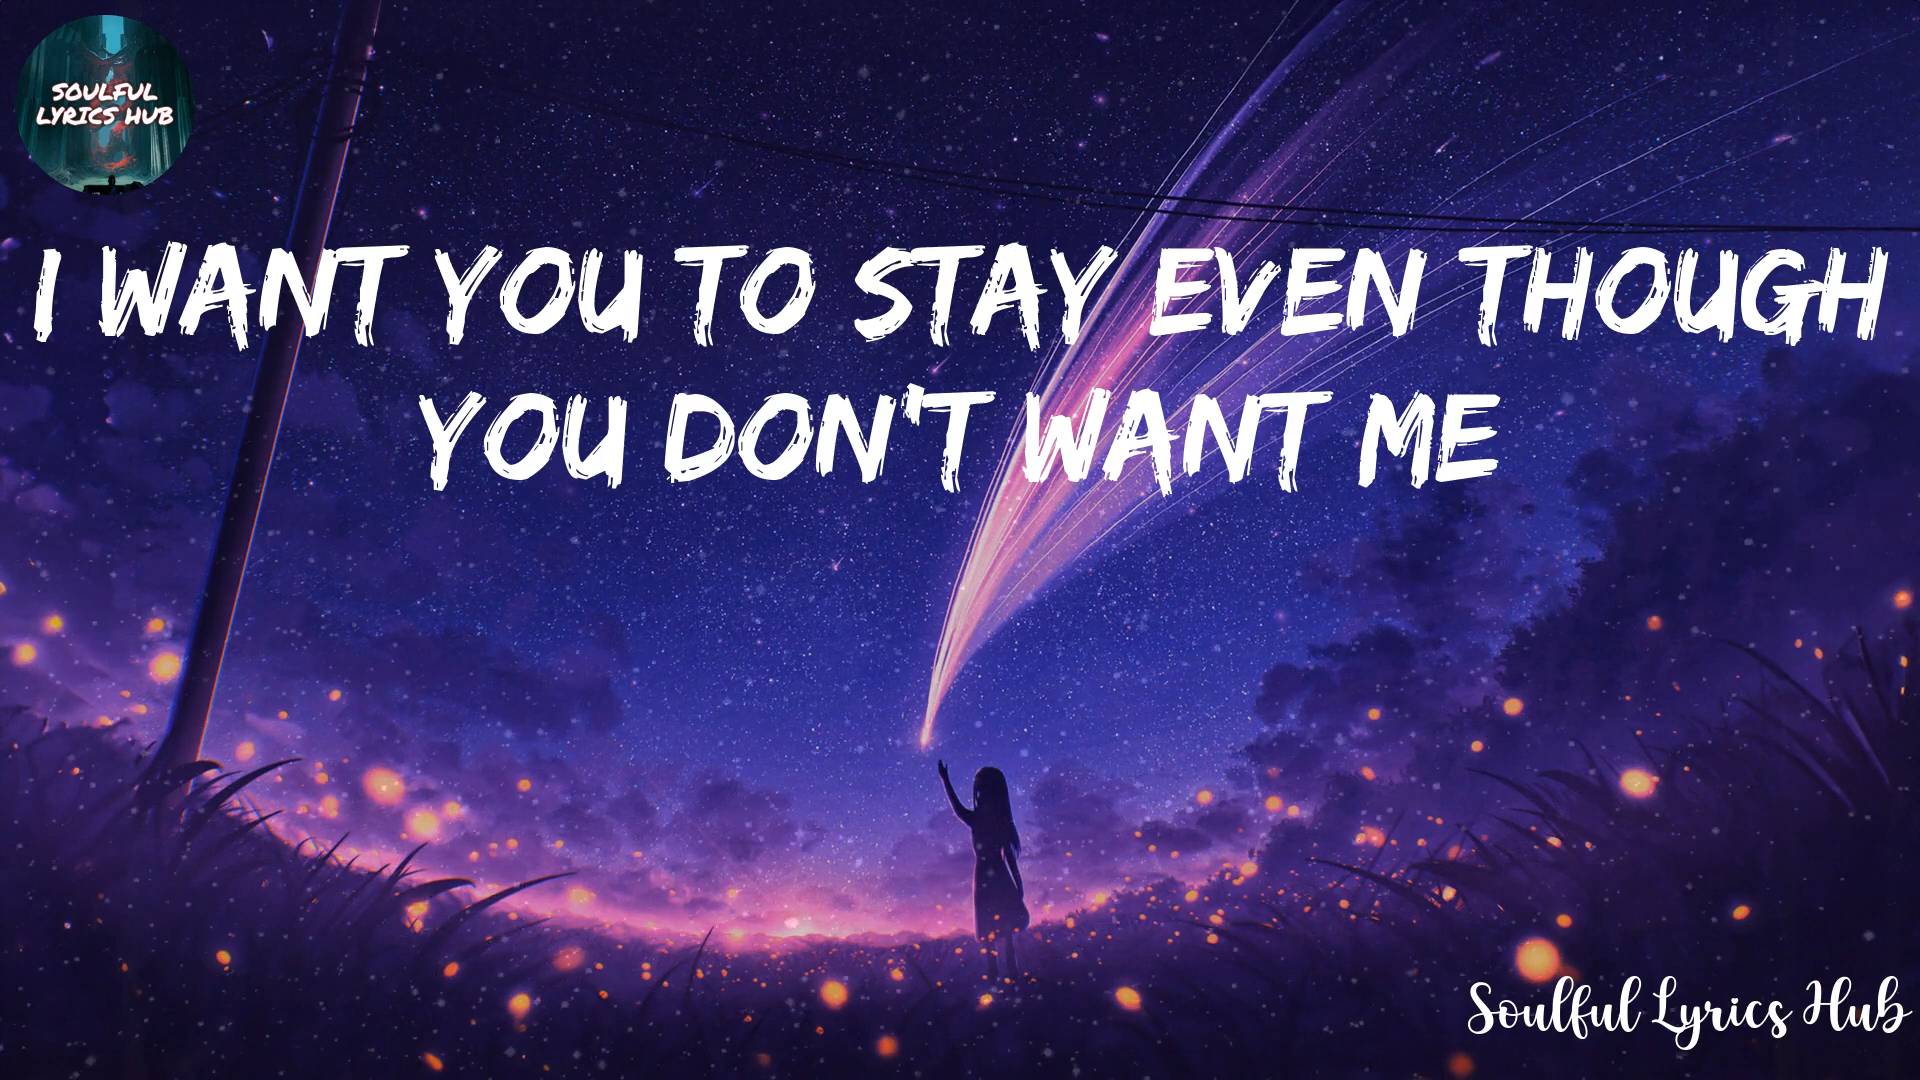 SOULFUL
LYRICS HUB
I WANT YOU TO STAY EVEN THOUGH
YOU DON'T WANT ME
Soulful Lyrics Hub